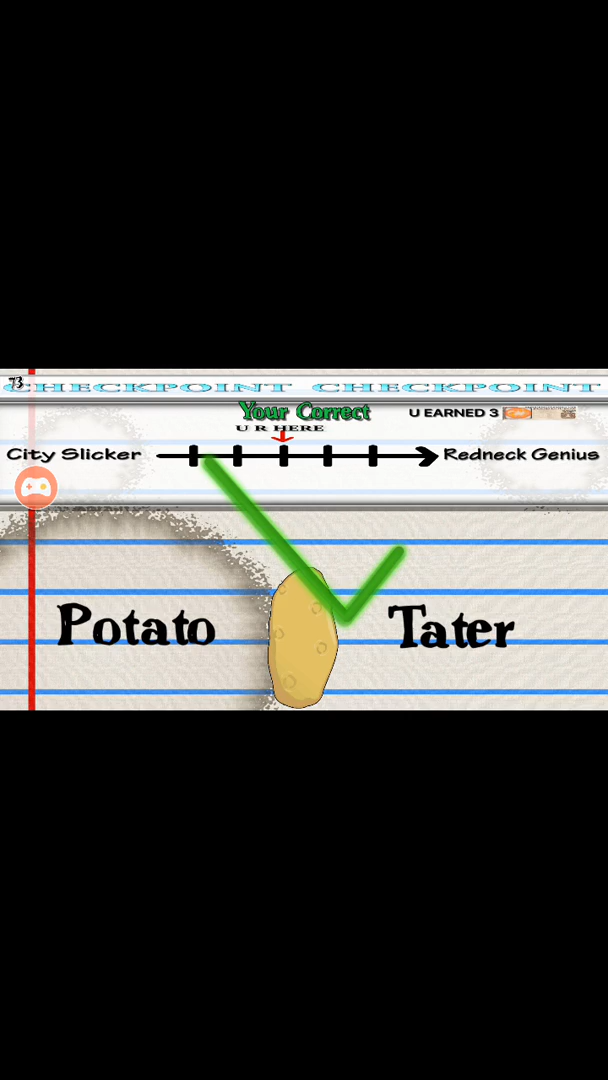 73
CHECKPOINT CHECKPOINT
Your Correct
U EARNED 3
U R HERE
City Slicker
Redneck Genius
Potato
Tater